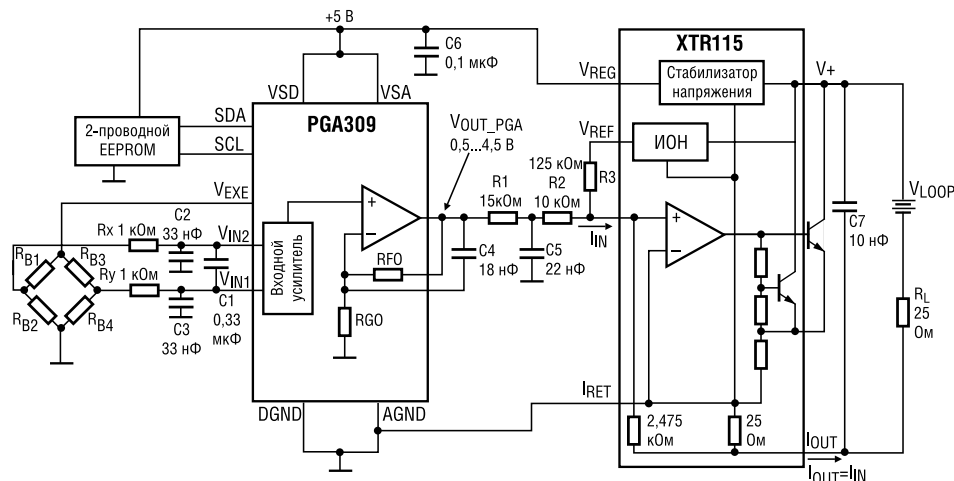 +5 В
C6
0,1 мкФ
XTR115
V+
VREG
Стабилизатор
напряжения
VSD
VSA
SDA
SCL
2-проводной
EEPROM
PGA309
VOUT_PGA
0,5...4,5 В
VREF
ИОН
125 кОм
R3
R1
15кОм
R2
10 кОм
IIN
VEXE
C2
33 нФ
Rx 1 кОм
VIN2
RB1
RB3
Ry 1 кОм
VIN1
RB2
RB4
C3
33 нФ
C1
0,33
мкФ
Входной
усилитель
+
−
RFO
RGO
C4
18 нФ
C5
22 нФ
+
−
C7
10 нФ
VLOOP
RL
25
Ом
IRET
DGND
AGND
2,475
кОм
25
Ом
IOUT
IOUT=IIN